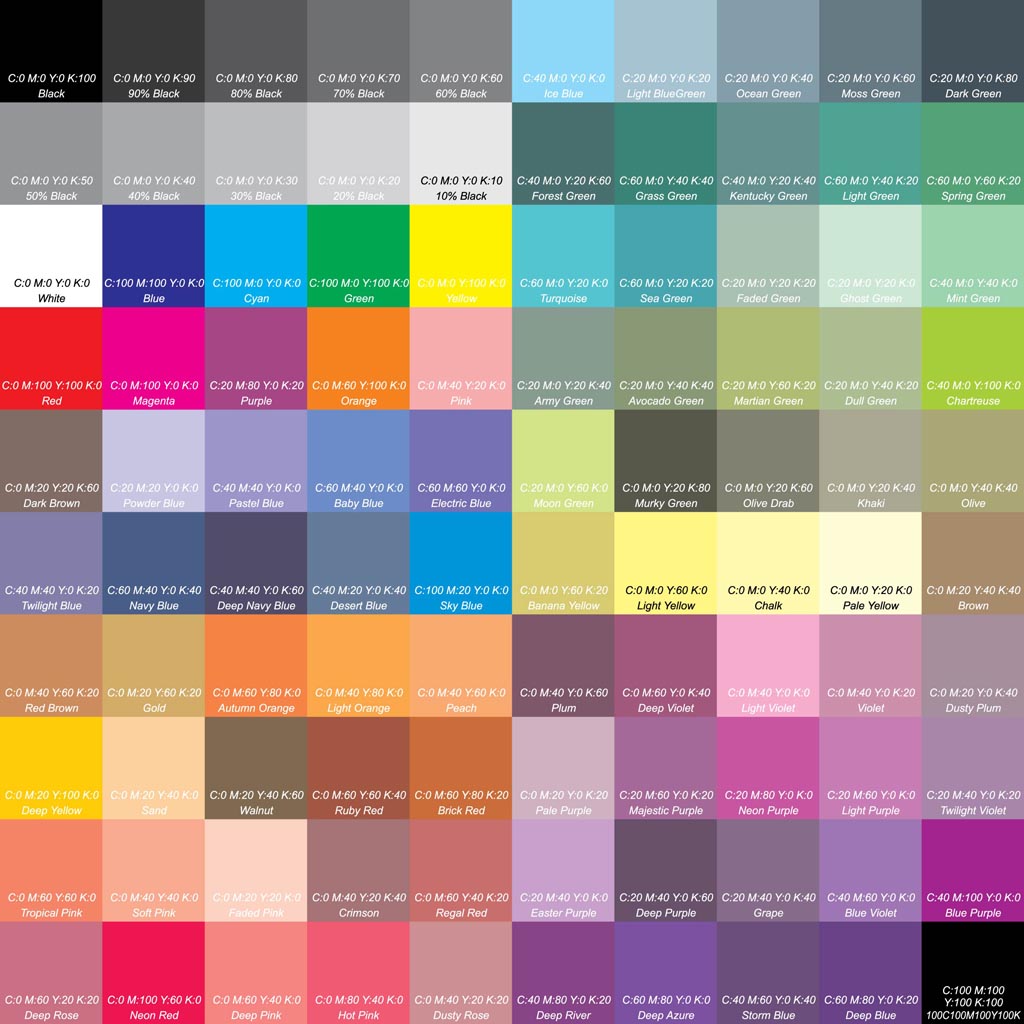 C:0 M:0 Y:0 K:100
Black
C:0 M:0 Y:0 K:90
90% Black
C:0 M:0 Y:0 K:80
80% Black
C:0 M:0 Y:0 K:70
70% Black
C:0 M:0 Y:0 K:60
60% Black
C:40 M:0 Y:0 K:0
Ice Blue
C:20 M:0 Y:0 K:20
Light BlueGreen
C:20 M:0 Y:0 K:40
Ocean Green
C:20 M:0 Y:0 K:60
Moss Green
C:20 M:0 Y:0 K:80
Dark Green
C:0 M:0 Y:0 K:50
50% Black
C:0 M:0 Y:0 K:40
40% Black
C:0 M:0 Y:0 K:30
30% Black
C:0 M:0 Y:0 K:20
20% Black
C:0 M:0 Y:0 K:10
10% Black
C:40 M:0 Y:20 K:60
Forest Green
C:60 M:0 Y:40 K:40
Grass Green
C:40 M:0 Y:20 K:40
Kentucky Green
C:60 M:0 Y:40 K:20
Light Green
C:60 M:0 Y:60 K:20
Spring Green
C:0 M:0 Y:0 K:0
White
C:100 M:100 Y:0 K:0
Blue
C:100 M:0 Y:0 K:0
Cyan
C:100 M:0 Y:100 K:0
Green
C:0 M:0 Y:100 K:0
Yellow
C:60 M:0 Y:20 K:0
Turquoise
C:60 M:0 Y:20 K:20
Sea Green
C:20 M:0 Y:20 K:20
Faded Green
C:20 M:0 Y:20 K:0
Ghost Green
C:40 M:0 Y:40 K:0
Mint Green
C:0 M:100 Y:100 K:0
Red
C:0 M:100 Y:0 K:0
Magenta
C:20 M:80 Y:0 K:20
Purple
C:0 M:60 Y:100 K:0
Orange
C:0 M:40 Y:20 K:0
Pink
C:20 M:0 Y:20 K:40
Army Green
C:20 M:0 Y:40 K:40
Avocado Green
C:20 M:0 Y:60 K:20
Martian Green
C:20 M:0 Y:40 K:20
Dull Green
C:40 M:0 Y:100 K:0
Chartreuse
C:0 M:20 Y:20 K:60
Dark Brown
C:20 M:20 Y:0 K:0
Powder Blue
C:40 M:40 Y:0 K:0
Pastel Blue
C:60 M:40 Y:0 K:0
Baby Blue
C:60 M:60 Y:0 K:0
Electric Blue
C:20 M:0 Y:60 K:0
Moon Green
C:0 M:0 Y:20 K:80
Murky Green
C:0 M:0 Y:20 K:60
Olive Drab
C:0 M:0 Y:20 K:40
Khaki
C:0 M:0 Y:40 K:40
Olive
C:40 M:40 Y:0 K:20
Twilight Blue
C:60 M:40 Y:0 K:40
Navy Blue
C:40 M:40 Y:0 K:60
Deep Navy Blue
C:40 M:20 Y:0 K:40
Desert Blue
C:100 M:20 Y:0 K:0
Sky Blue
C:0 M:0 Y:60 K:20
Banana Yellow
C:0 M:0 Y:60 K:0
Light Yellow
C:0 M:0 Y:40 K:0
Chalk
C:0 M:0 Y:20 K:0
Pale Yellow
C:0 M:20 Y:40 K:40
Brown
C:0 M:40 Y:60 K:20
Red Brown
C:0 M:20 Y:60 K:20
Gold
C:0 M:60 Y:80 K:0
Autumn Orange
C:0 M:40 Y:80 K:0
Light Orange
C:0 M:40 Y:60 K:0
Peach
C:0 M:40 Y:0 K:60
Plum
C:0 M:60 Y:0 K:40
Deep Violet
C:0 M:40 Y:0 K:0
Light Violet
C:0 M:40 Y:0 K:20
Violet
C:0 M:20 Y:0 K:40
Dusty Plum
C:0 M:20 Y:100 K:0
Deep Yellow
C:0 M:20 Y:40 K:0
Sand
C:0 M:20 Y:40 K:60
Walnut
C:0 M:60 Y:60 K:40
Ruby Red
C:0 M:60 Y:80 K:20
Brick Red
C:0 M:20 Y:0 K:20
Pale Purple
C:20 M:60 Y:0 K:20
Majestic Purple
C:20 M:80 Y:0 K:0
Neon Purple
C:20 M:60 Y:0 K:0
Light Purple
C:20 M:40 Y:0 K:20
Twilight Violet
C:0 M:60 Y:60 K:0
Tropical Pink
C:0 M:40 Y:40 K:0
Soft Pink
C:0 M:20 Y:20 K:0
Faded Pink
C:0 M:40 Y:20 K:40
Crimson
C:0 M:60 Y:40 K:20
Regal Red
C:20 M:40 Y:0 K:0
Easter Purple
C:20 M:40 Y:0 K:60
Deep Purple
C:20 M:40 Y:0 K:40
Grape
C:40 M:60 Y:0 K:0
Blue Violet
C:40 M:100 Y:0 K:0
Blue Purple
C:0 M:60 Y:20 K:20
Deep Rose
C:0 M:100 Y:60 K:0
Neon Red
C:0 M:60 Y:40 K:0
Deep Pink
C:0 M:80 Y:40 K:0
Hot Pink
C:0 M:40 Y:20 K:20
Dusty Rose
C:40 M:80 Y:0 K:20
Deep River
C:60 M:80 Y:0 K:0
Deep Azure
C:40 M:60 Y:0 K:40
Storm Blue
C:60 M:80 Y:0 K:20
Deep Blue
C:100 M:100
Y:100 K:100
100C100M100Y100K